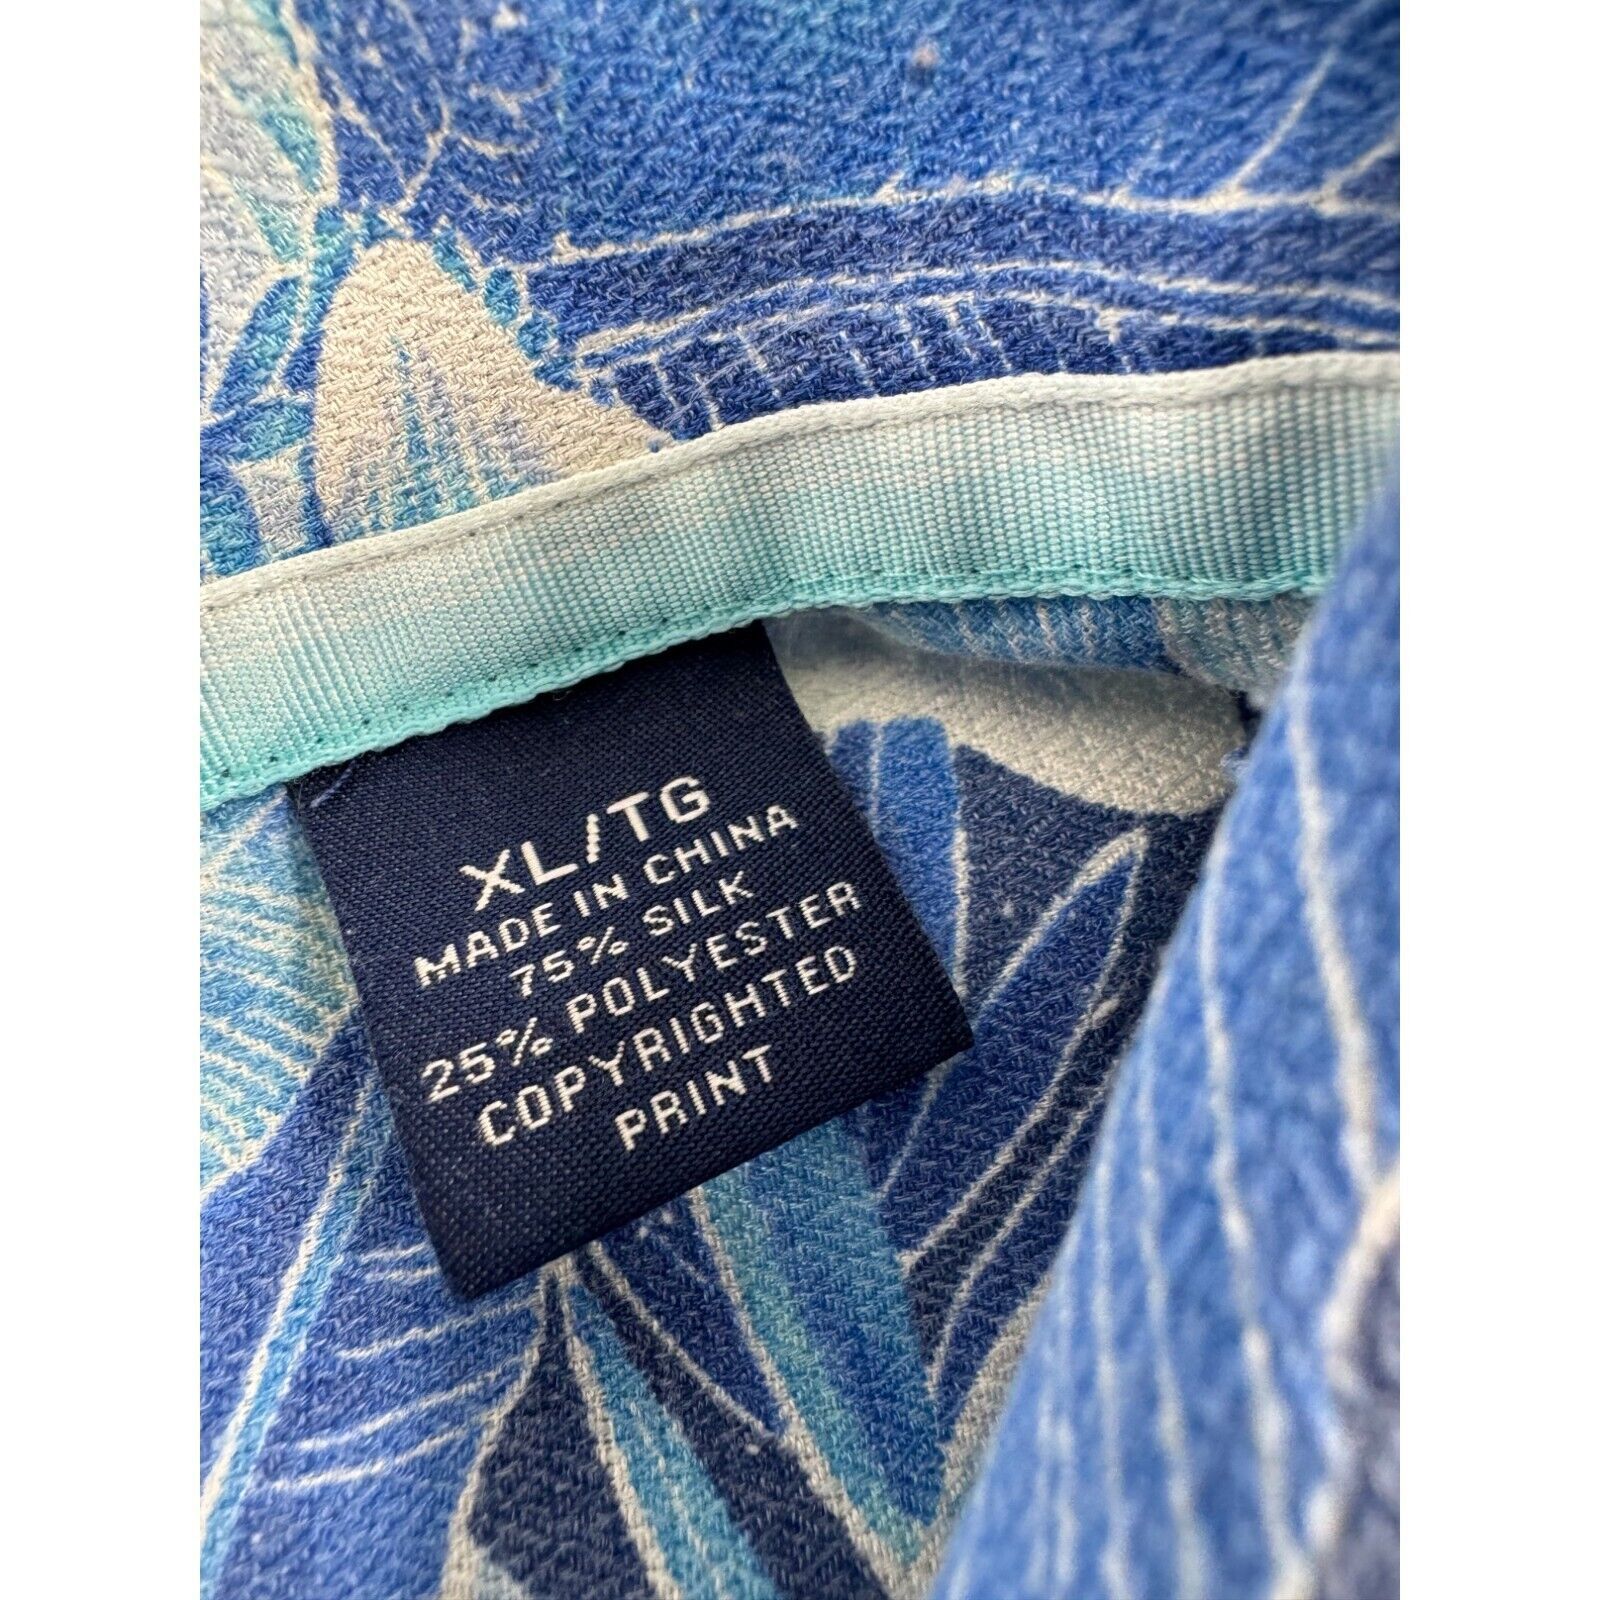 XL/TG
MADE IN CHINA
75% SILK
25% POLYESTER
COPYRIGHTED
PRINT